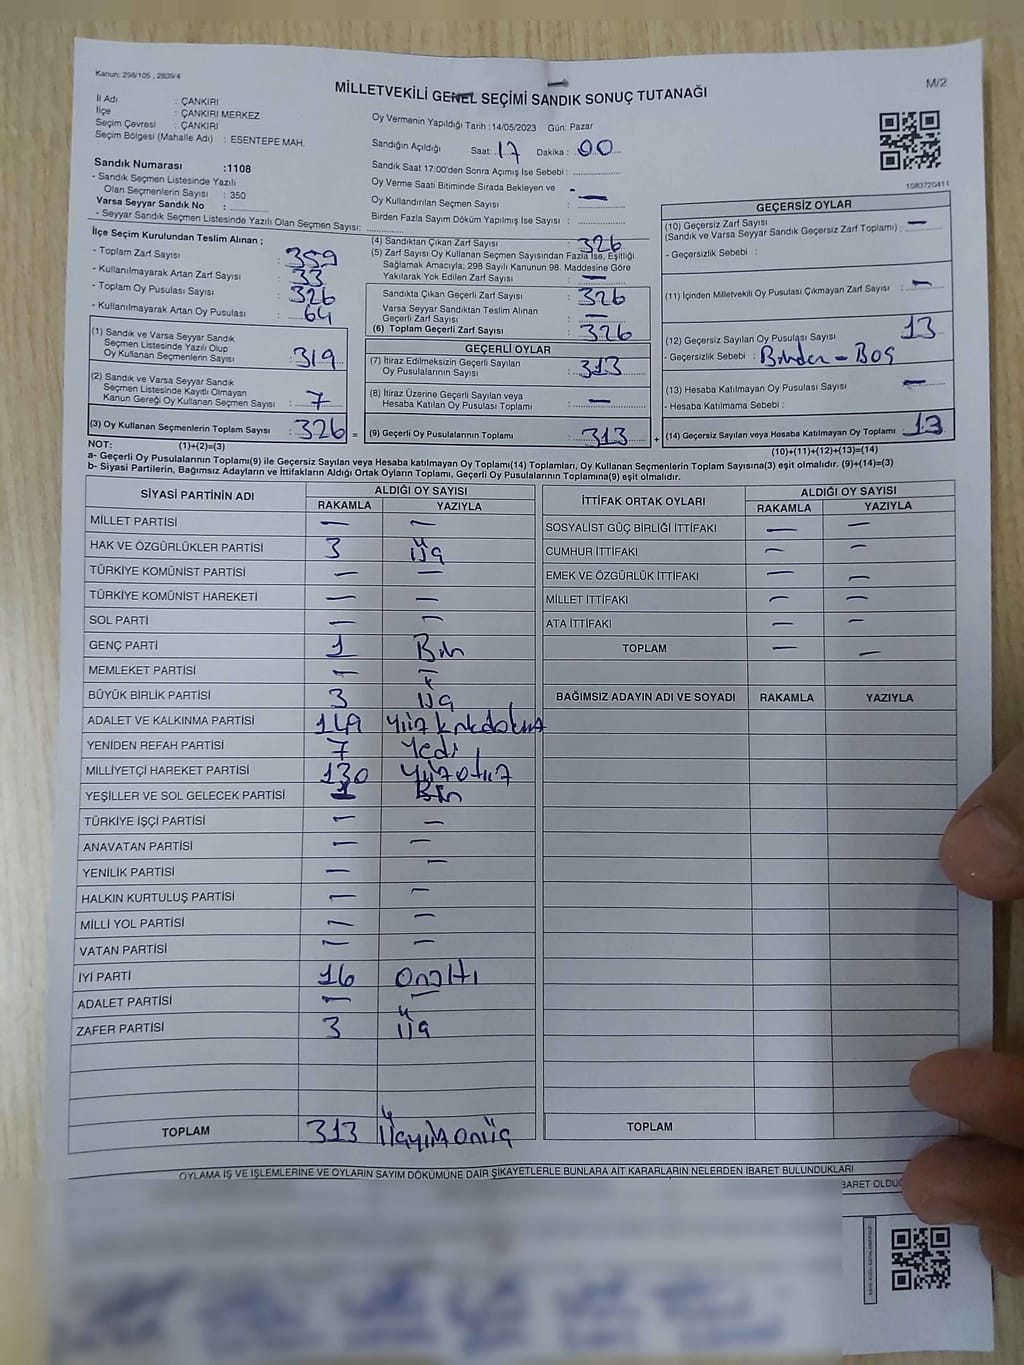 Kanun: 298/105 , 2839/4
M/2
MİLLETVEKİLİ GENEL SEÇİMİ SANDIK SONUÇ TUTANAĞI
İl Adı : ÇANKIRI
İlçe : ÇANKIRI MERKEZ
Seçim Çevresi : ÇANKIRI
Seçim Bölgesi (Mahalle Adı) : ESENTEPE MAH.
Sandık Numarası :1108
- Sandık Seçmen Listesinde Yazılı
Olan Seçmenlerin Sayısı : 350
Varsa Seyyar Sandık No :
- Seyyar Sandık Seçmen Listesinde Yazılı Olan Seçmen Sayısı:
Oy Vermenin Yapıldığı Tarih :14/05/2023 Gün: Pazar
Sandığın Açıldığı Saat: 17 Dakika : 00
Sandık Saat 17:00'den Sonra Açımış İse Sebebi :
Oy Verme Saati Bitiminde Sırada Bekleyen ve
Oy Kullandırılan Seçmen Sayısı : —
Birden Fazla Sayım Döküm Yapılmış İse Sayısı :
1083720411
İlçe Seçim Kurulundan Teslim Alınan ;
- Toplam Zarf Sayısı : 359
- Kullanılmayarak Artan Zarf Sayısı : 33
- Toplam Oy Pusulası Sayısı : 326
- Kullanılmayarak Artan Oy Pusulası : 64
(1) Sandık ve Varsa Seyyar Sandık
Seçmen Listesinde Yazılı Olup
Oy Kullanan Seçmenlerin Sayısı : 319
(2) Sandık ve Varsa Seyyar Sandık
Seçmen Listesinde Kayıtlı Olmayan
Kanun Gereği Oy Kullanan Seçmen Sayısı : 7
(3) Oy Kullanan Seçmenlerin Toplam Sayısı : 326 =
(4) Sandıktan Çıkan Zarf Sayısı : 326
(5) Zarf Sayısı Oy Kullanan Seçmen Sayısından Fazla İse, Eşitliği
Sağlamak Amacıyla, 298 Sayılı Kanunun 98. Maddesine Göre
Yakılarak Yok Edilen Zarf Sayısı : —
Sandıkta Çıkan Geçerli Zarf Sayısı : 326
Varsa Seyyar Sandıktan Teslim Alınan
Geçerli Zarf Sayısı : —
(6) Toplam Geçerli Zarf Sayısı : 326
GEÇERLİ OYLAR
(7) İtiraz Edilmeksizin Geçerli Sayılan
Oy Pusulalarının Sayısı : 313
(8) İtiraz Üzerine Geçerli Sayılan veya
Hesaba Katılan Oy Pusulası Toplamı : —
(9) Geçerli Oy Pusulalarının Toplamı : 313 +
GEÇERSİZ OYLAR
(10) Geçersiz Zarf Sayısı
(Sandık ve Varsa Seyyar Sandık Geçersiz Zarf Toplamı) : —
- Geçersizlik Sebebi :
(11) İçinden Milletvekili Oy Pusulası Çıkmayan Zarf Sayısı : —
(12) Geçersiz Sayılan Oy Pusulası Sayısı : 13
- Geçersizlik Sebebi : Birden - Boş
(13) Hesaba Katılmayan Oy Pusulası Sayısı : —
- Hesaba Katılmama Sebebi :
(14) Geçersiz Sayılan veya Hesaba Katılmayan Oy Toplamı : 13
NOT: (1)+(2)=(3)
(10)+(11)+(12)+(13)=(14)
a- Geçerli Oy Pusulalarının Toplamı(9) ile Geçersiz Sayılan veya Hesaba katılmayan Oy Toplamı(14) Toplamları, Oy Kullanan Seçmenlerin Toplam Sayısına(3) eşit olmalıdır. (9)+(14)=(3)
b- Siyasi Partilerin, Bağımsız Adayların ve İttifakların Aldığı Ortak Oyların Toplamı, Geçerli Oy Pusulalarının Toplamına(9) eşit olmalıdır.
SİYASİ PARTİNİN ADI ALDIĞI OY SAYISI
RAKAMLA YAZIYLA
MİLLET PARTİSİ — —
HAK VE ÖZGÜRLÜKLER PARTİSİ 3 üç
TÜRKİYE KOMÜNİST PARTİSİ — —
TÜRKİYE KOMÜNİST HAREKETİ — —
SOL PARTİ — —
GENÇ PARTİ 1 Bir
MEMLEKET PARTİSİ — —
BÜYÜK BİRLİK PARTİSİ 3 üç
ADALET VE KALKINMA PARTİSİ 149 yüz kırkdokuz
YENİDEN REFAH PARTİSİ 7 Yedi
MİLLİYETÇİ HAREKET PARTİSİ 130 yüzotuz
YEŞİLLER VE SOL GELECEK PARTİSİ 1 Bir
TÜRKİYE İŞÇİ PARTİSİ — —
ANAVATAN PARTİSİ — —
YENİLİK PARTİSİ — —
HALKIN KURTULUŞ PARTİSİ — —
MİLLİ YOL PARTİSİ — —
VATAN PARTİSİ — —
İYİ PARTİ 16 onaltı
ADALET PARTİSİ — —
ZAFER PARTİSİ 3 üç
TOPLAM 313 üçyüzonüç
İTTİFAK ORTAK OYLARI ALDIĞI OY SAYISI
RAKAMLA YAZIYLA
SOSYALİST GÜÇ BİRLİĞİ İTTİFAKI — —
CUMHUR İTTİFAKI — —
EMEK VE ÖZGÜRLÜK İTTİFAKI — —
MİLLET İTTİFAKI — —
ATA İTTİFAKI — —
TOPLAM — —
BAĞIMSIZ ADAYIN ADI VE SOYADI RAKAMLA YAZIYLA
TOPLAM
OYLAMA İŞ VE İŞLEMLERİNE VE OYLARIN SAYIM DÖKÜMÜNE DAİR ŞİKAYETLERLE BUNLARA AİT KARARLARIN NELERDEN İBARET BULUNDUKLARI